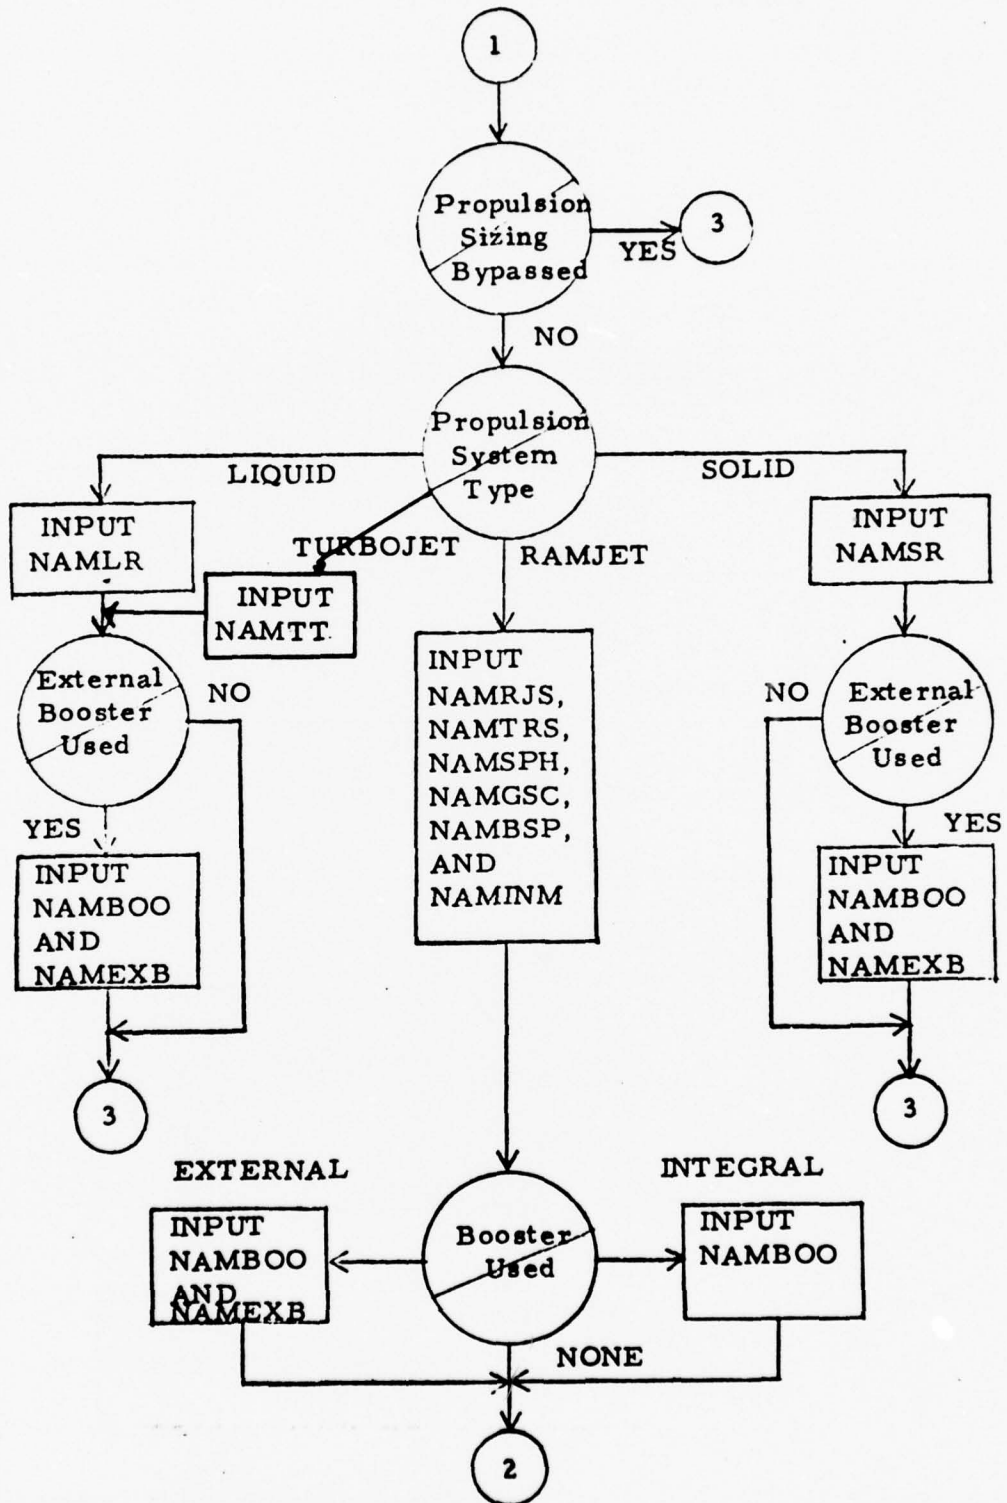 1
Propulsion
Sizing
Bypassed
YES
3
NO
Propulsion
System
Type
LIQUID
SOLID
TURBOJET
RAMJET
INPUT
NAMLR
INPUT
NAMTT
INPUT
NAMSR
External
Booster
Used
NO
YES
INPUT
NAMBOO
AND
NAMEXB
3
INPUT
NAMRJS,
NAMTRS,
NAMSPH,
NAMGSC,
NAMBSP,
AND
NAMINM
NO
External
Booster
Used
YES
INPUT
NAMBOO
AND
NAMEXB
3
EXTERNAL
INPUT
NAMBOO
AND
NAMEXB
Booster
Used
INTEGRAL
INPUT
NAMBOO
NONE
2